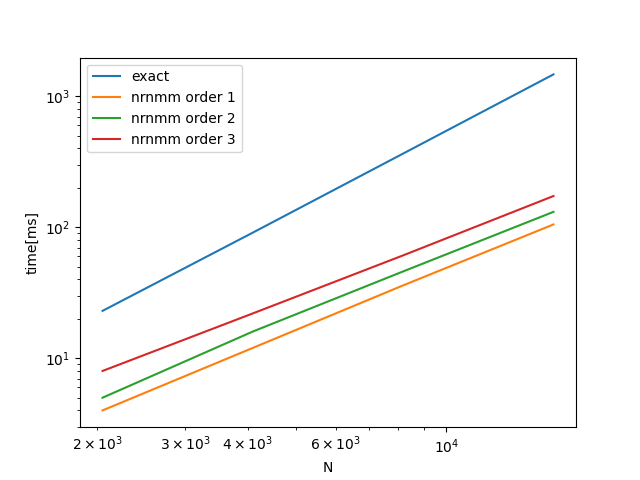 exact
nrnmm order 1
nrnmm order 2
nrnmm order 3
10³
10²
10¹
time[ms]
2 × 10³
3 × 10³
4 × 10³
6 × 10³
10⁴
N